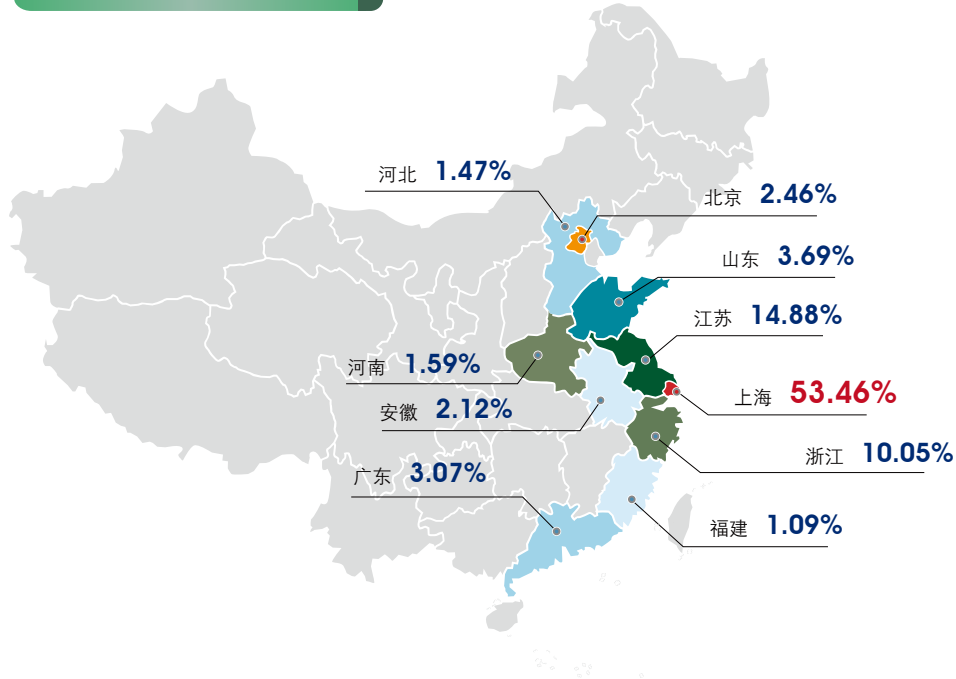 河北 1.47%
北京 2.46%
山东 3.69%
江苏 14.88%
河南 1.59%
上海 53.46%
安徽 2.12%
浙江 10.05%
广东 3.07%
福建 1.09%